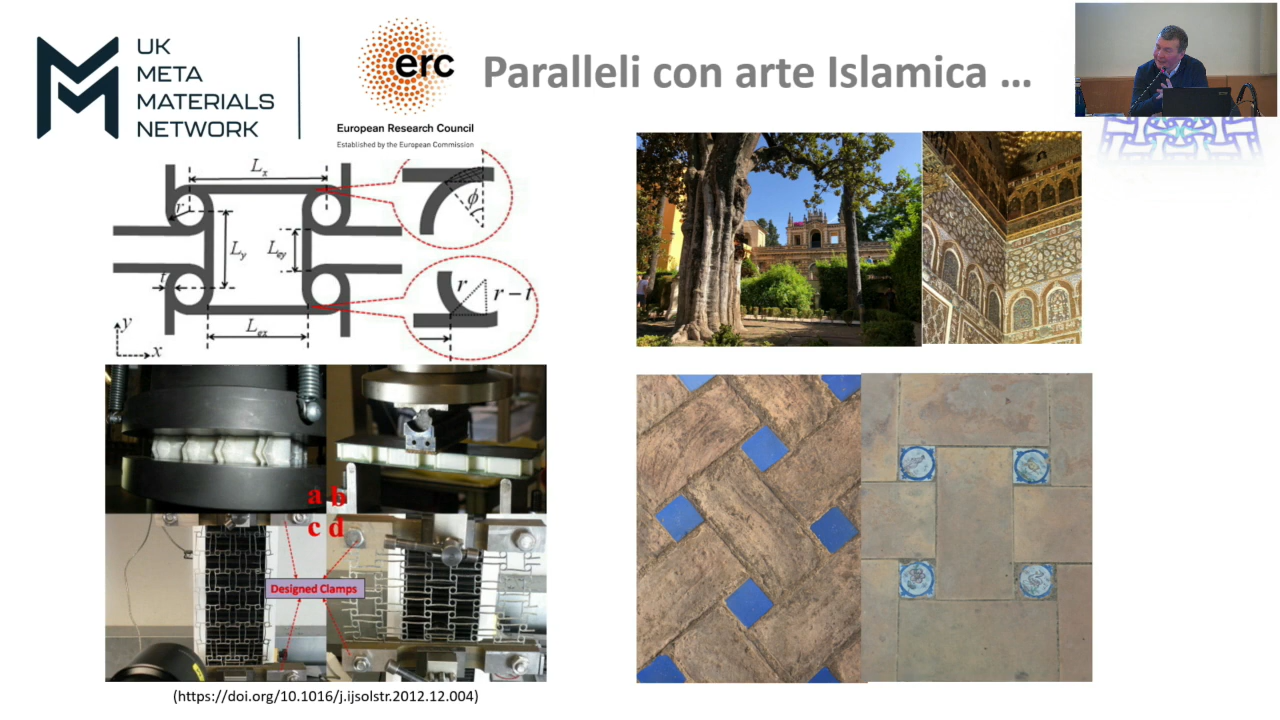 UK
META
MATERIALS
NETWORK
erc
European Research Council
Established by the European Commission
Paralleli con arte Islamica ...
Lx
r
ϕ
Ly
Ley
t
r
r − t
Lex
y
x
a b
c d
Designed Clamps
(https://doi.org/10.1016/j.ijsolstr.2012.12.004)